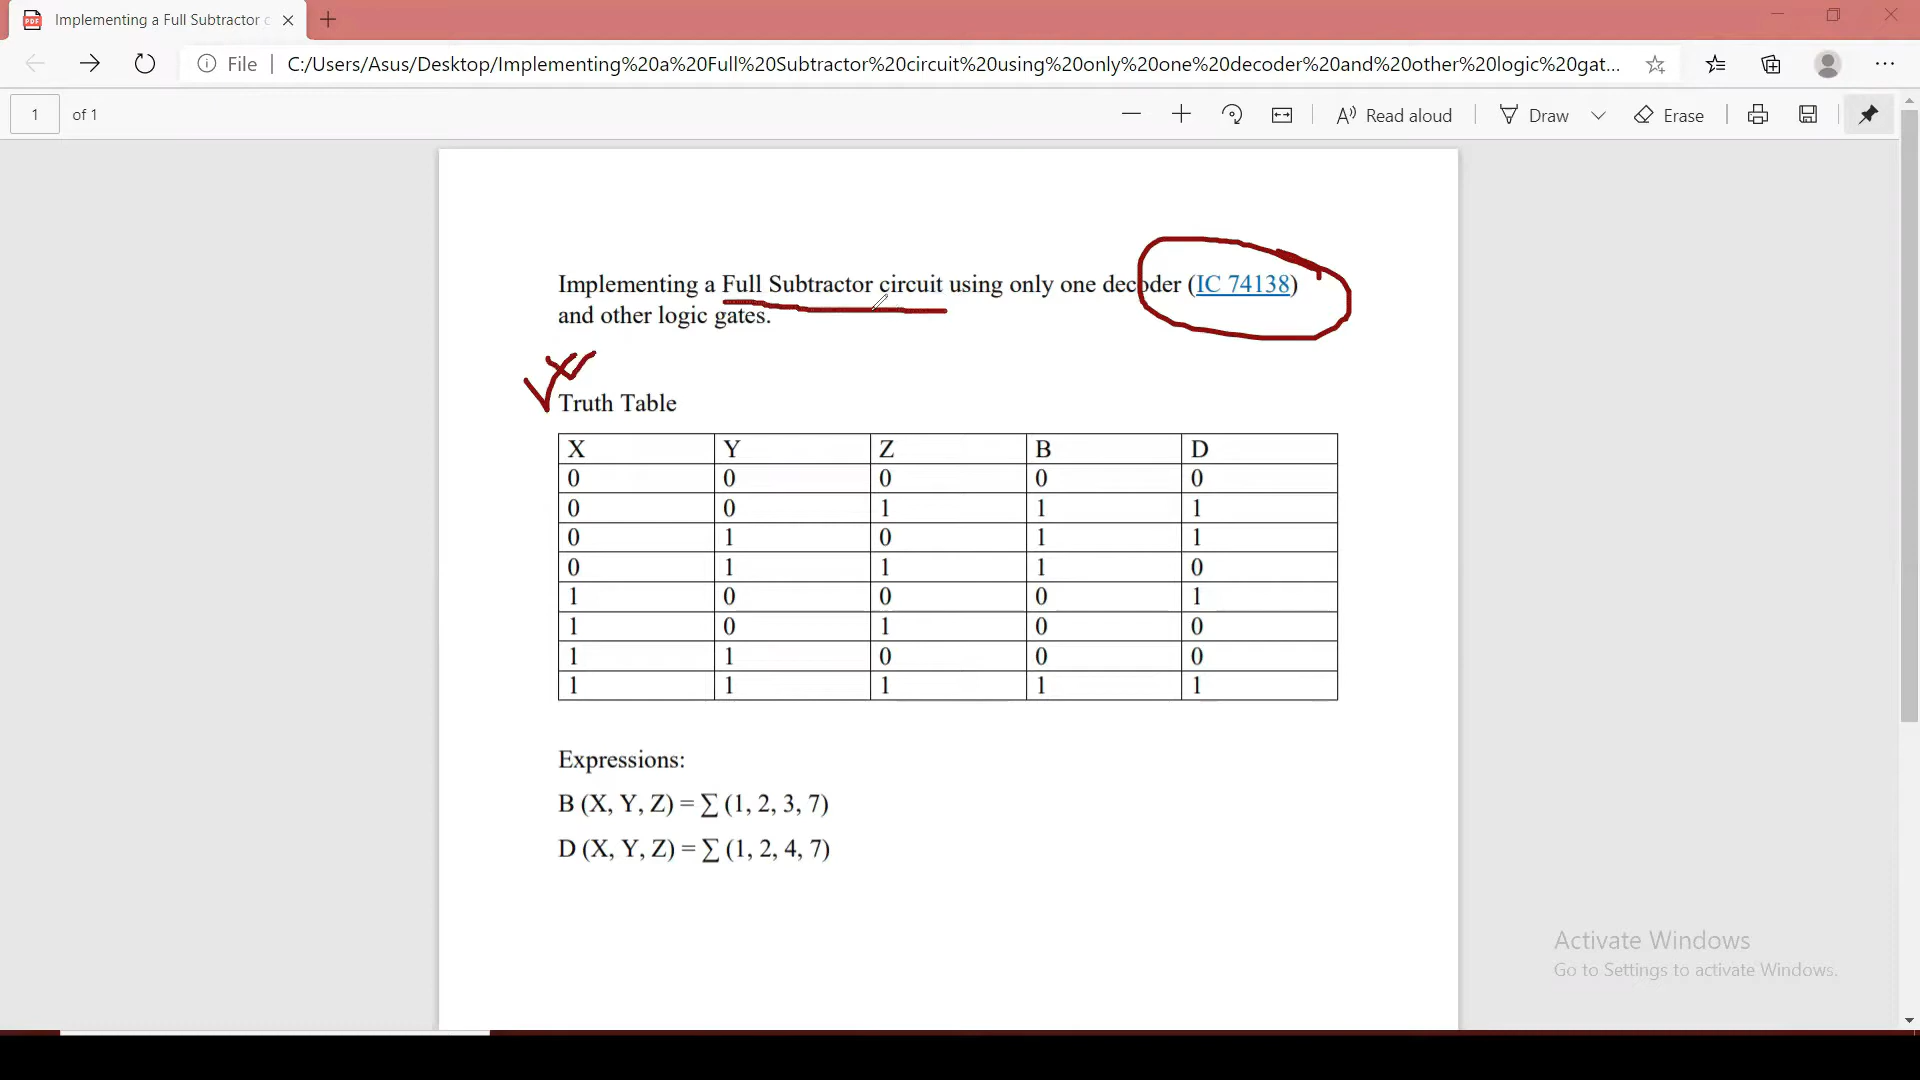 Implementing a Full Subtractor c
File
C:/Users/Asus/Desktop/Implementing%20a%20Full%20Subtractor%20circuit%20using%20only%20one%20decoder%20and%20other%20logic%20gat...
1 of 1
Read aloud
Draw
Erase
Implementing a Full Subtractor circuit using only one decoder (IC 74138)
and other logic gates.
Truth Table
X Y Z B D
0 0 0 0 0
0 0 1 1 1
0 1 0 1 1
0 1 1 1 0
1 0 0 0 1
1 0 1 0 0
1 1 0 0 0
1 1 1 1 1
Expressions:
B (X, Y, Z) = ∑ (1, 2, 3, 7)
D (X, Y, Z) = ∑ (1, 2, 4, 7)
Activate Windows
Go to Settings to activate Windows.